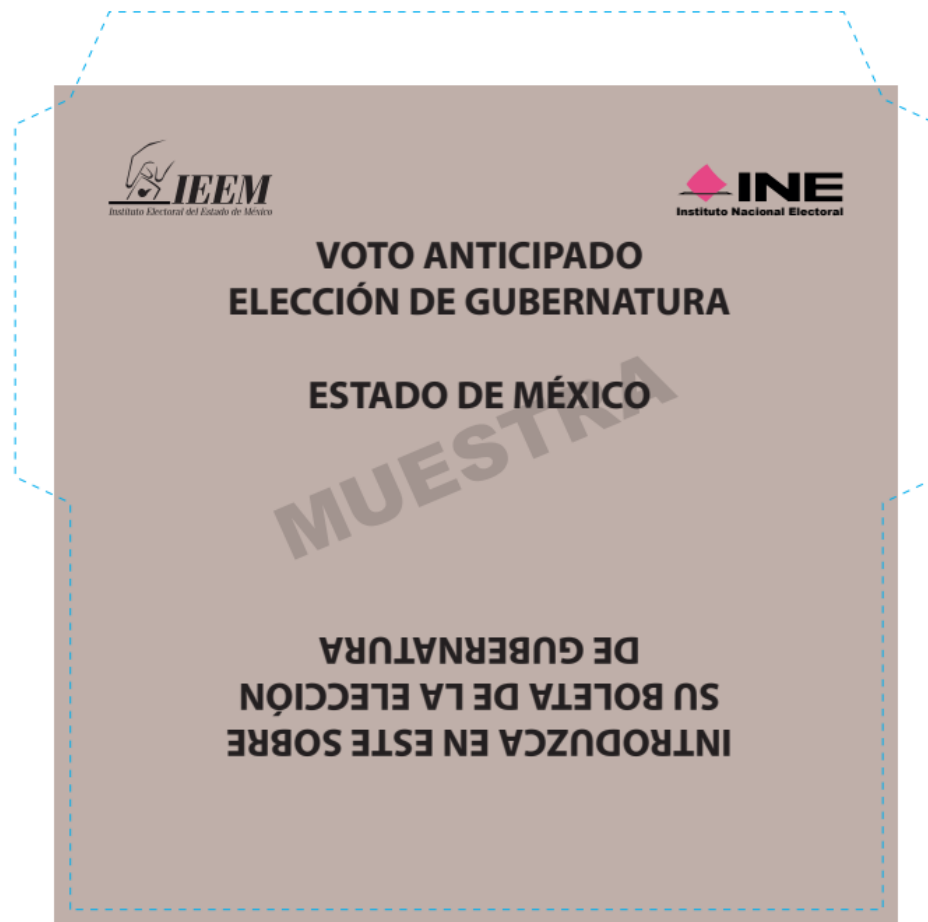 IEEM
Instituto Electoral del Estado de México
INE
Instituto Nacional Electoral
VOTO ANTICIPADO
ELECCIÓN DE GUBERNATURA
ESTADO DE MÉXICO
MUESTRA
INTRODUZCA EN ESTE SOBRE
SU BOLETA DE LA ELECCIÓN
DE GUBERNATURA